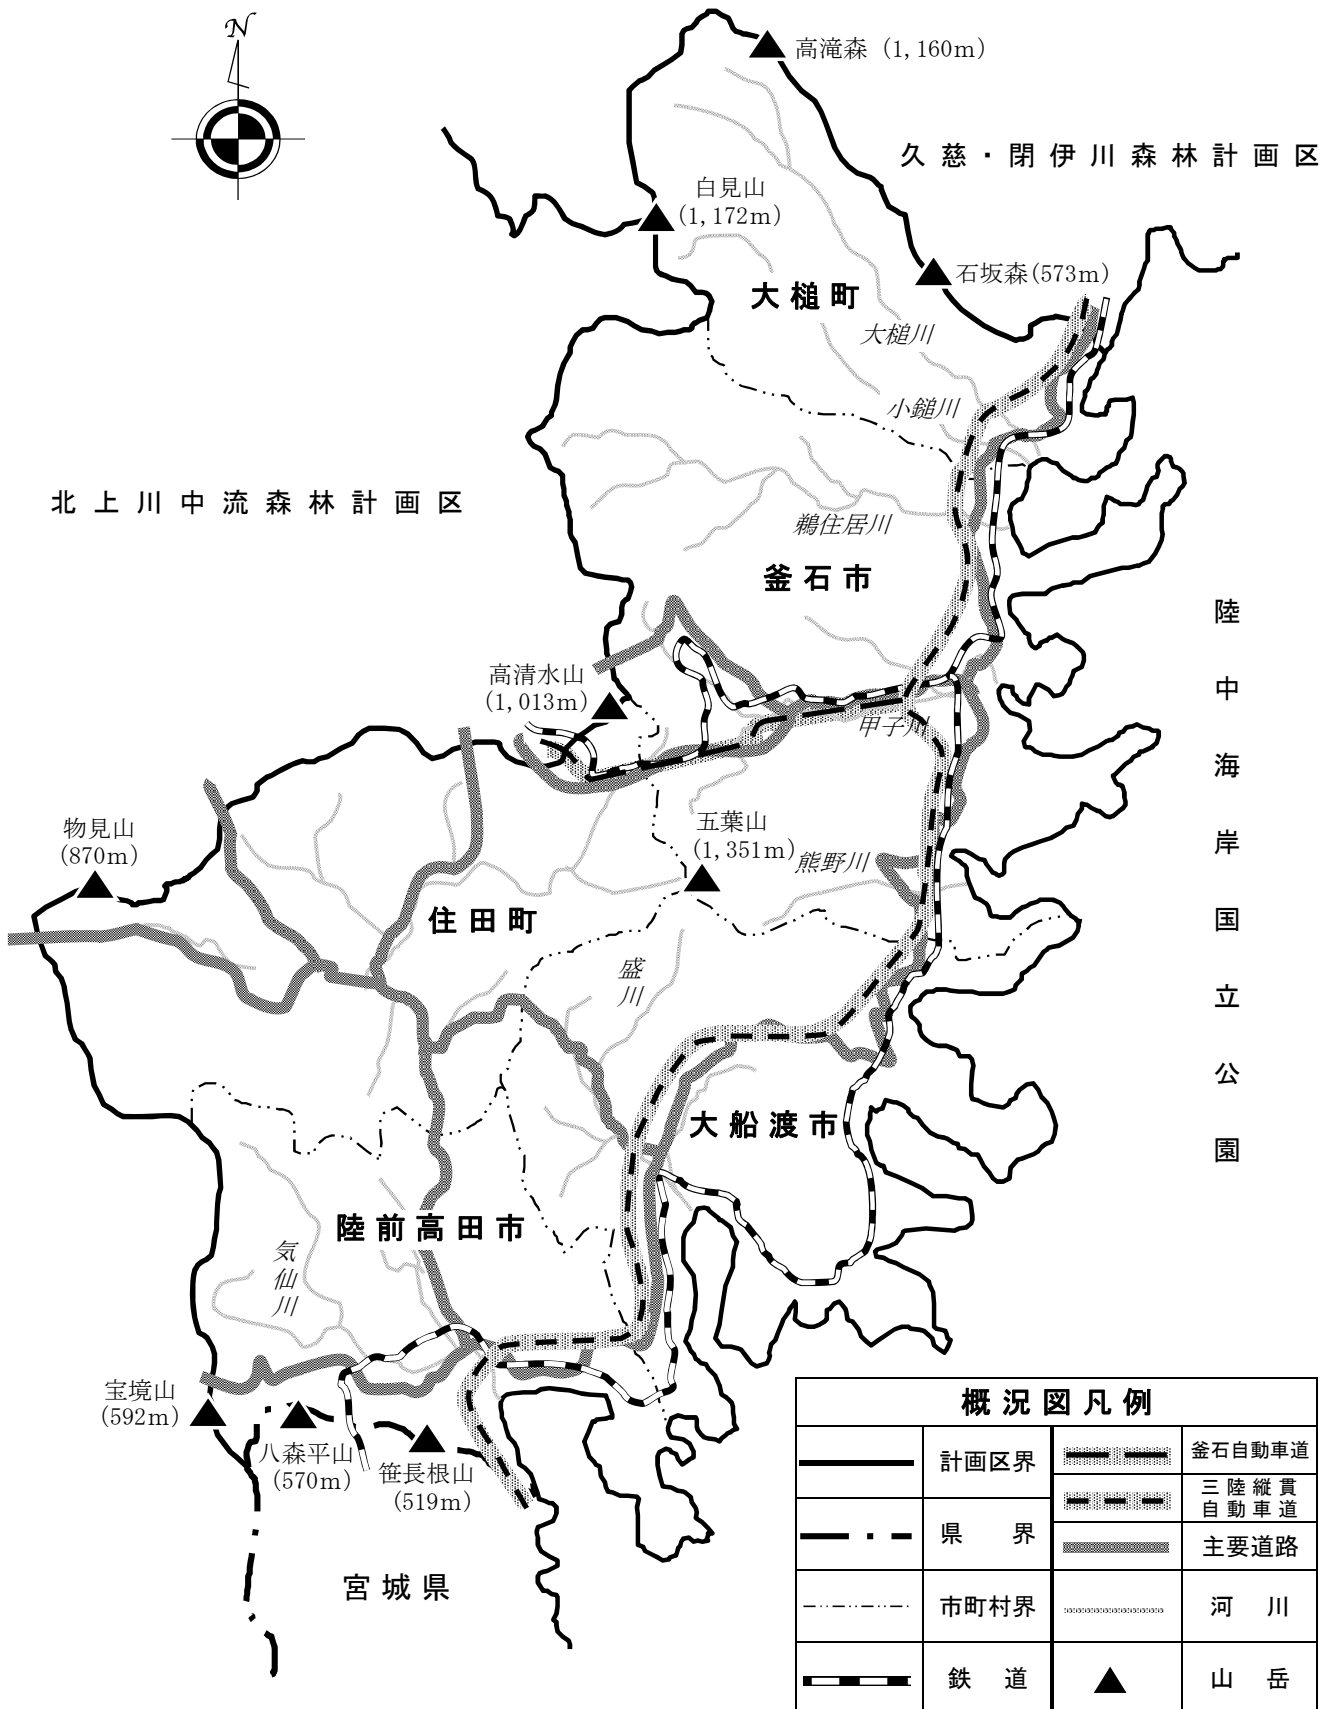 N
高滝森（1,160m）
久慈・閉伊川森林計画区
白見山
(1,172m)
石坂森(573m)
大槌町
大槌川
小鎚川
北上川中流森林計画区
鵜住居川
釜石市
陸中海岸国立公園
高清水山
(1,013m)
甲子川
物見山
(870m)
五葉山
(1,351m)
熊野川
住田町
盛川
大船渡市
陸前高田市
気仙川
宝境山
(592m)
八森平山
(570m)
笹長根山
(519m)
宮城県
概況図凡例
計画区界
釜石自動車道
三陸縦貫
自動車道
県界
主要道路
市町村界
河川
鉄道
山岳